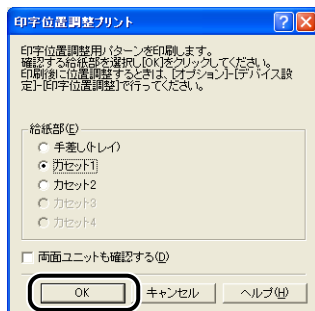 印字位置調整プリント
印字位置調整用パターンを印刷します。
確認する給紙部を選択し[OK]をクリックしてください。
印刷後に位置調整するときは、[オプション]-[デバイス設
定]-[印字位置調整]で行ってください。
給紙部(E)
手差し(トレイ)
カセット1
カセット2
カセット3
カセット4
両面ユニットも確認する(D)
OK
キャンセル
ヘルプ(H)